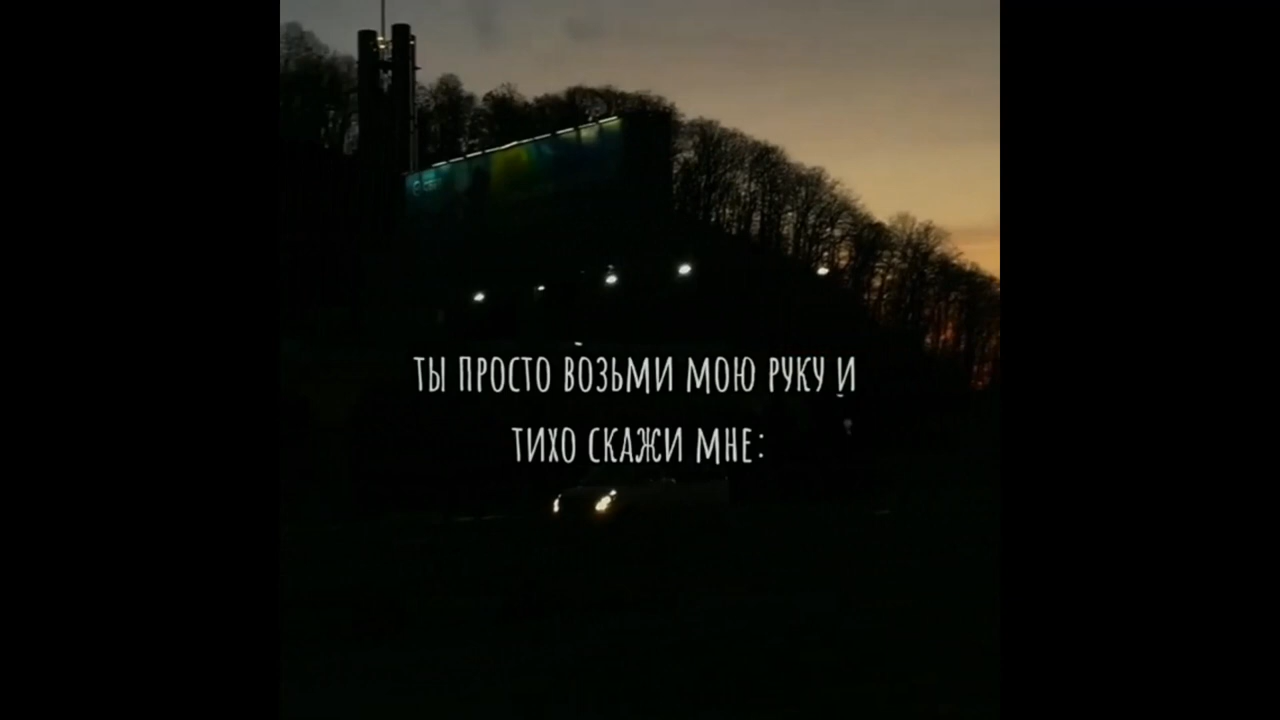 ты просто возьми мою руку и
тихо скажи мне: